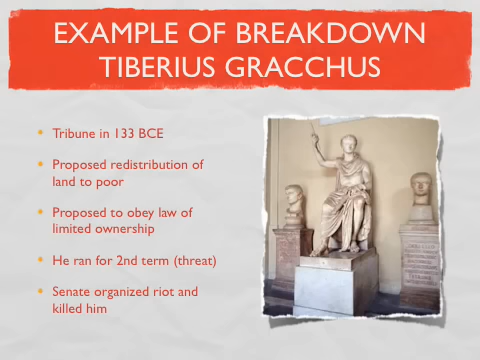 EXAMPLE OF BREAKDOWN
TIBERIUS GRACCHUS
Tribune in 133 BCE
Proposed redistribution of
land to poor
Proposed to obey law of
limited ownership
He ran for 2nd term (threat)
Senate organized riot and
killed him